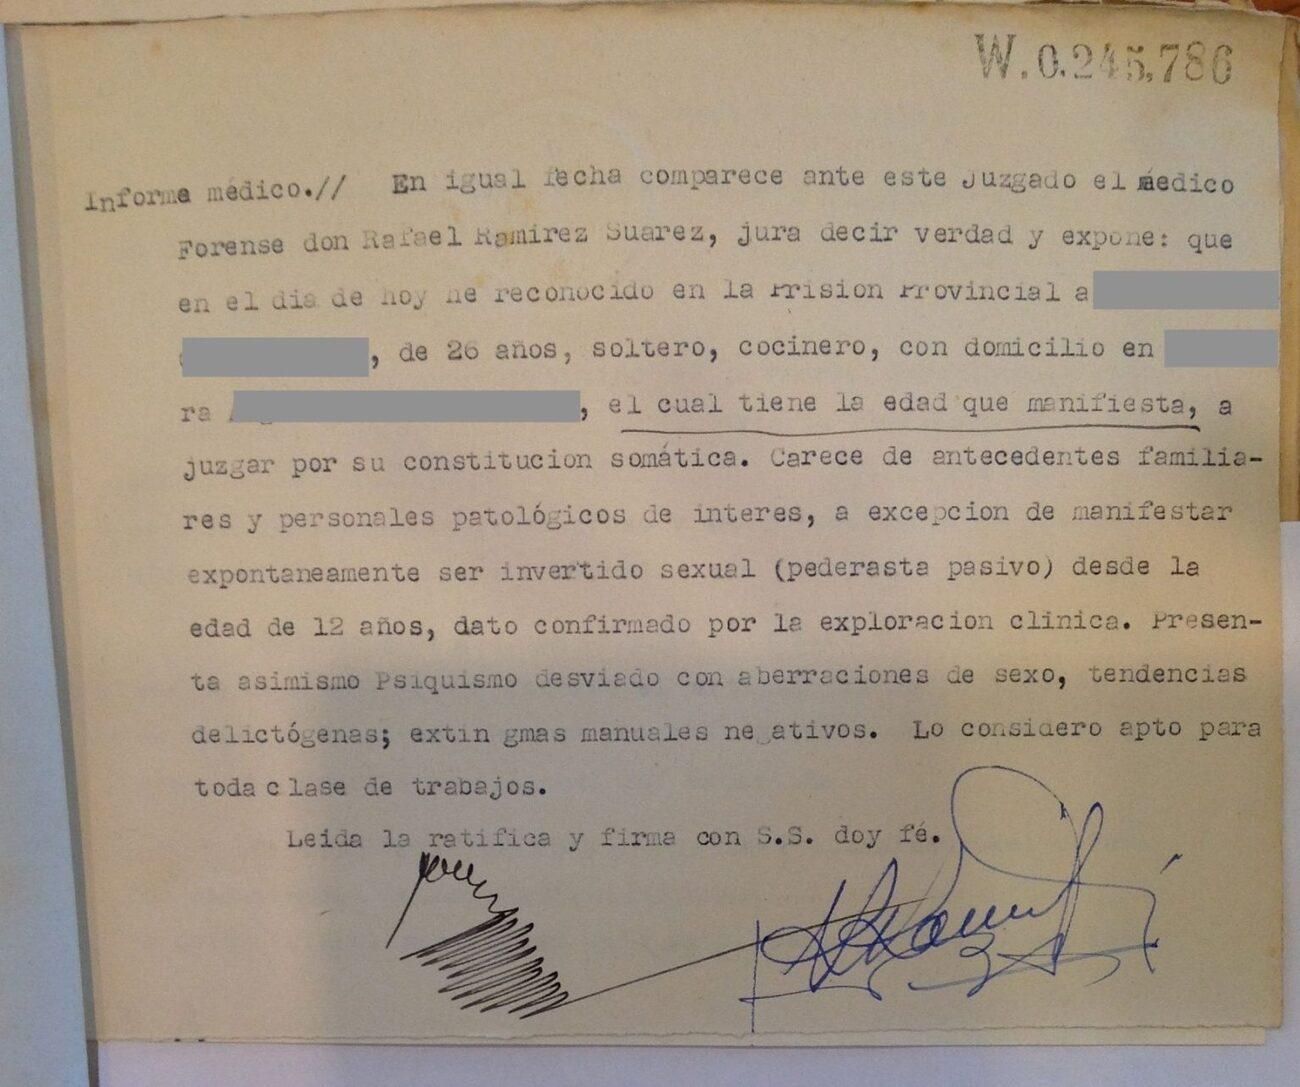 W.0.245,786
Informe médico.// En igual fecha comparece ante este Juzgado el medico
Forense don Rafael Ramirez Suarez, jura decir verdad y expone: que
en el dia de hoy he reconocido en la Prision Provincial a
, de 26 años, soltero, cocinero, con domicilio en
ra , el cual tiene la edad que manifiesta, a
juzgar por su constitucion somática. Carece de antecedentes familia-
res y personales patológicos de interes, a excepcion de manifestar
expontaneamente ser invertido sexual (pederasta pasivo) desde la
edad de 12 años, dato confirmado por la exploracion clinica. Presen-
ta asimismo Psiquismo desviado con aberraciones de sexo, tendencias
delictógenas; extin gmas manuales negativos. Lo considero apto para
toda clase de trabajos.
Leida la ratifica y firma con S.S. doy fé.